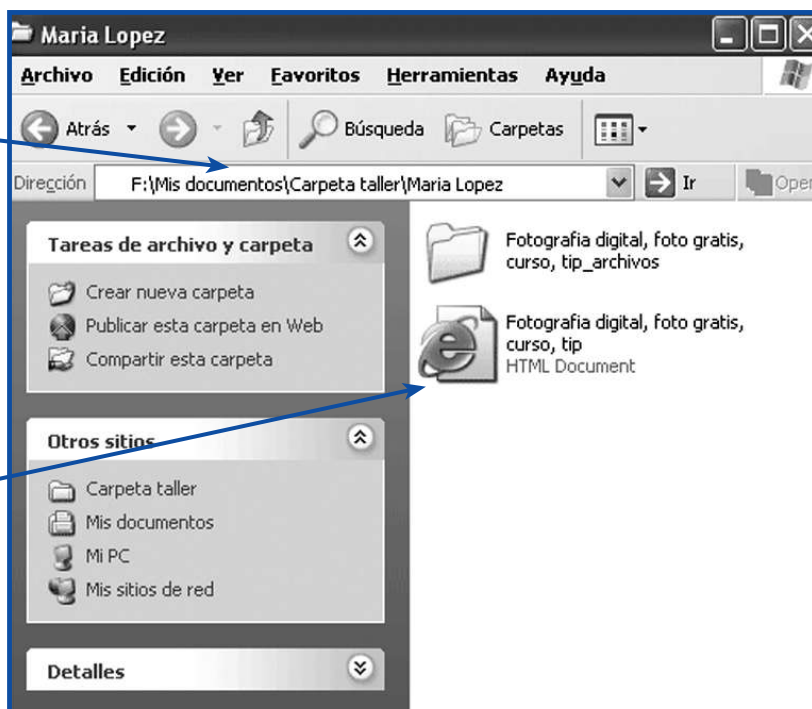 Maria Lopez
Archivo Edición Ver Favoritos Herramientas Ayuda
Atrás Búsqueda Carpetas
Dirección F:\Mis documentos\Carpeta taller\Maria Lopez Ir Oper
Tareas de archivo y carpeta
Crear nueva carpeta
Publicar esta carpeta en Web
Compartir esta carpeta
Otros sitios
Carpeta taller
Mis documentos
Mi PC
Mis sitios de red
Detalles
Fotografia digital, foto gratis,
curso, tip_archivos
Fotografia digital, foto gratis,
curso, tip
HTML Document